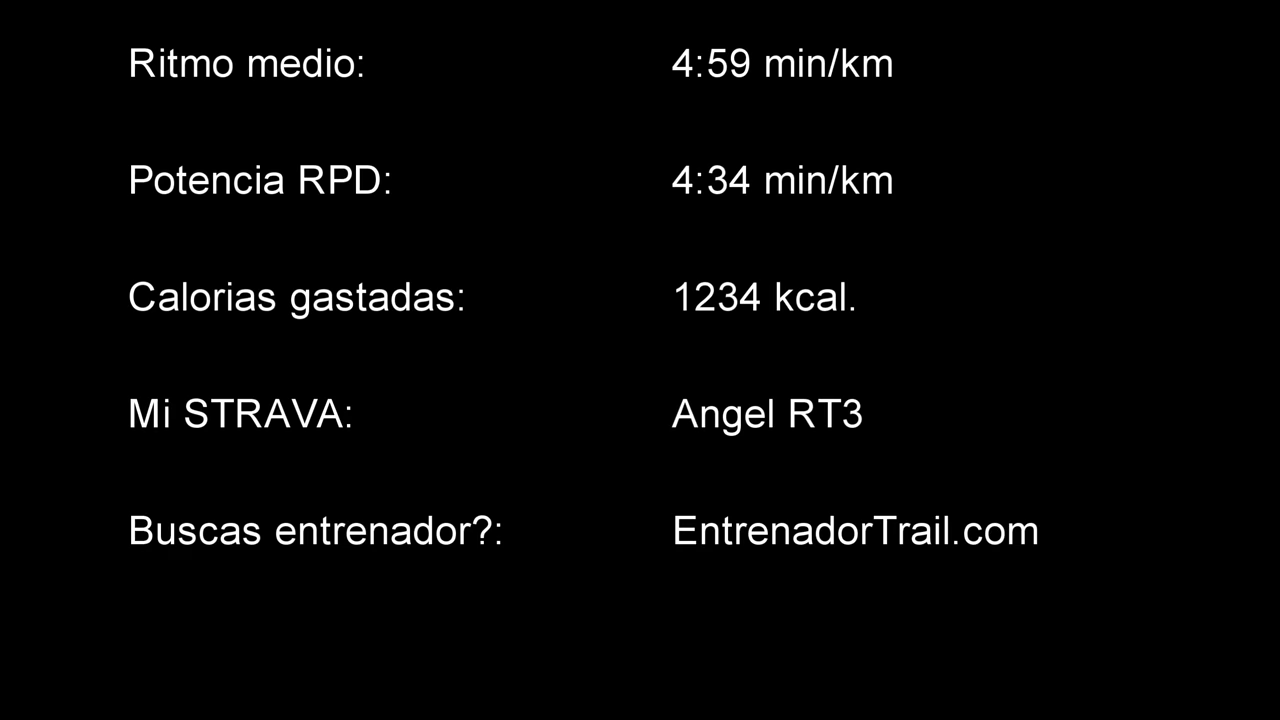 Ritmo medio: 4:59 min/km
Potencia RPD: 4:34 min/km
Calorias gastadas: 1234 kcal.
Mi STRAVA: Angel RT3
Buscas entrenador?: EntrenadorTrail.com